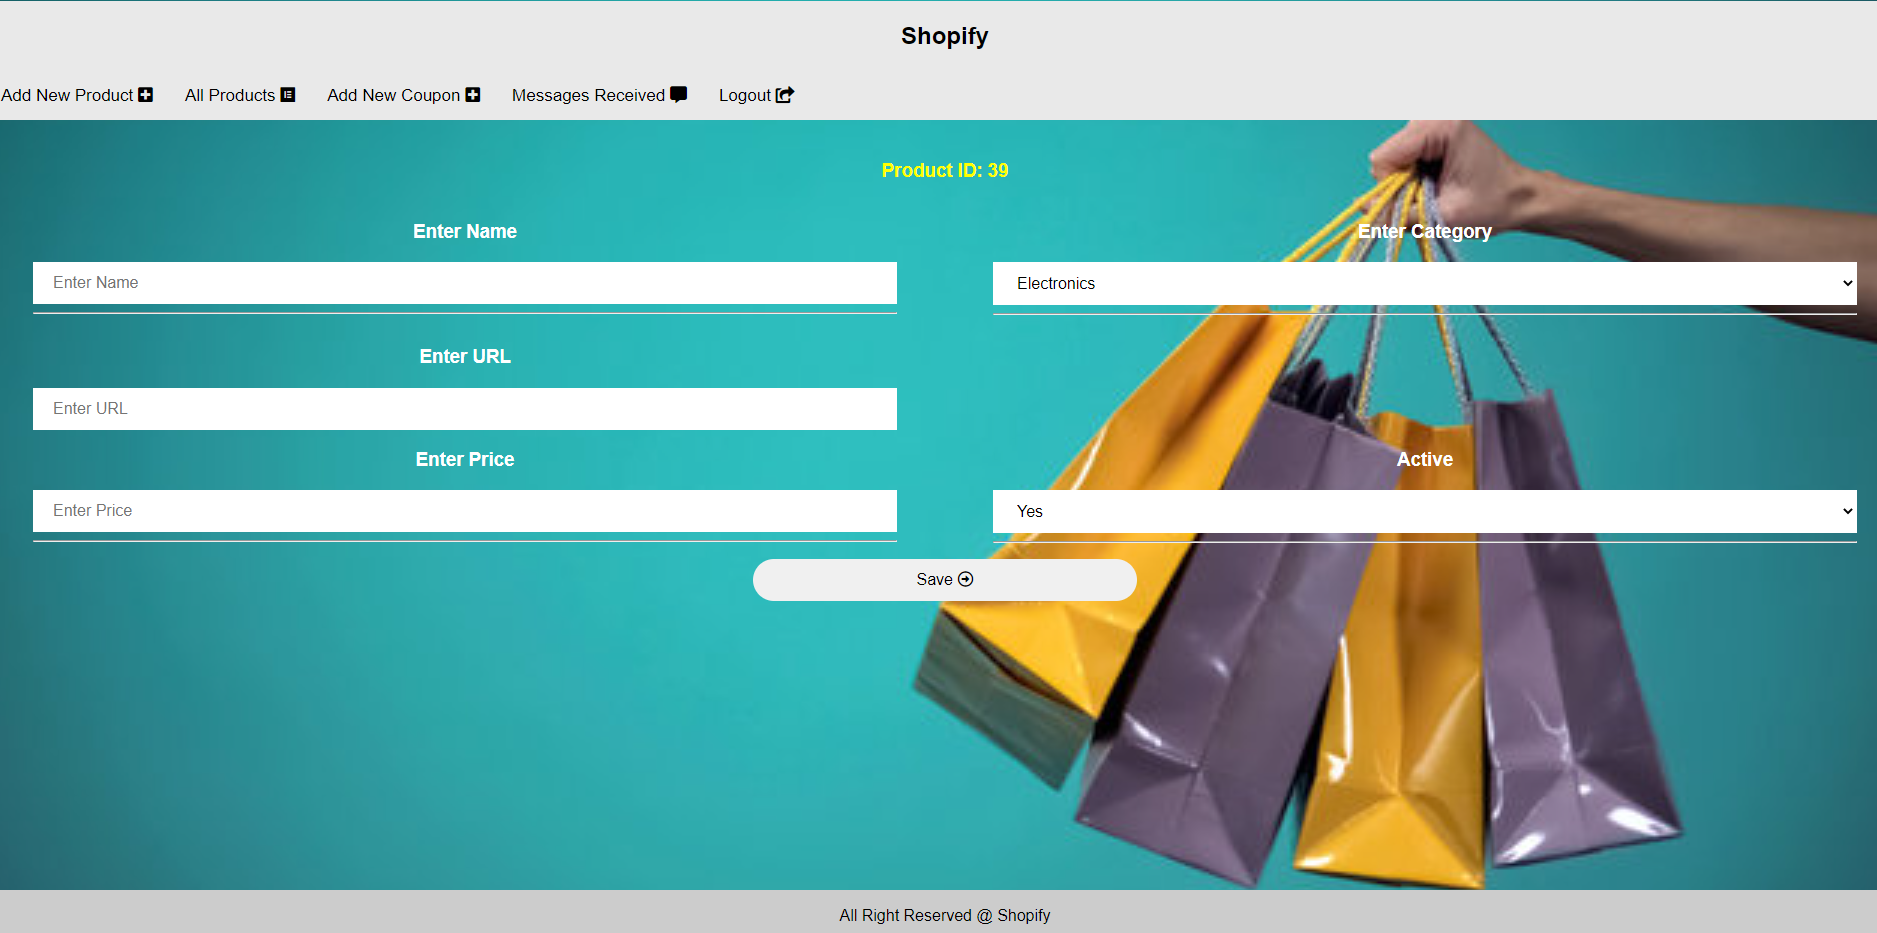 Shopify
Add New Product All Products Add New Coupon Messages Received Logout
Product ID: 39
Enter Name Enter Category
Enter Name Electronics
Enter URL
Enter URL
Enter Price Active
Enter Price Yes
Save
All Right Reserved @ Shopify